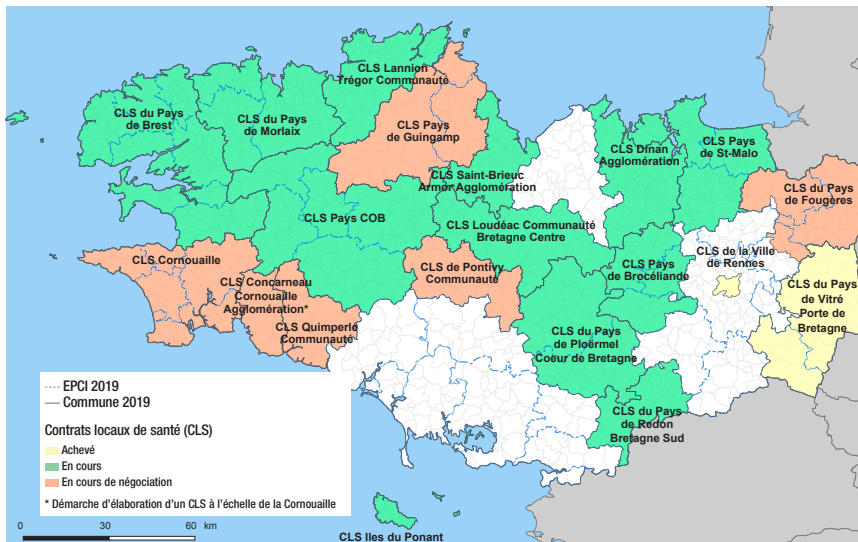 CLS Lannion
Trégor Communauté
CLS du Pays
de Brest
CLS du Pays
de Morlaix
CLS Pays
de Guingamp
CLS Dinan
Agglomération
CLS Pays
de St-Malo
CLS Saint-Brieuc
Armor Agglomération
CLS du Pays
de Fougères
CLS Pays COB
CLS Loudéac Communauté
Bretagne Centre
CLS Cornouaille
CLS de Pontivy
Communauté
CLS Pays
de Brocéliande
CLS de la Ville
de Rennes
CLS Concarneau
Cornouaille
Agglomération*
CLS du Pays
de Vitré
Porte de
Bretagne
CLS Quimperlé
Communauté
CLS du Pays
de Ploërmel
Coeur de Bretagne
CLS du Pays
de Redon
Bretagne Sud
CLS Iles du Ponant
EPCI 2019
Commune 2019
Contrats locaux de santé (CLS)
Achevé
En cours
En cours de négociation
* Démarche d'élaboration d'un CLS à l'échelle de la Cornouaille
0 30 60 km